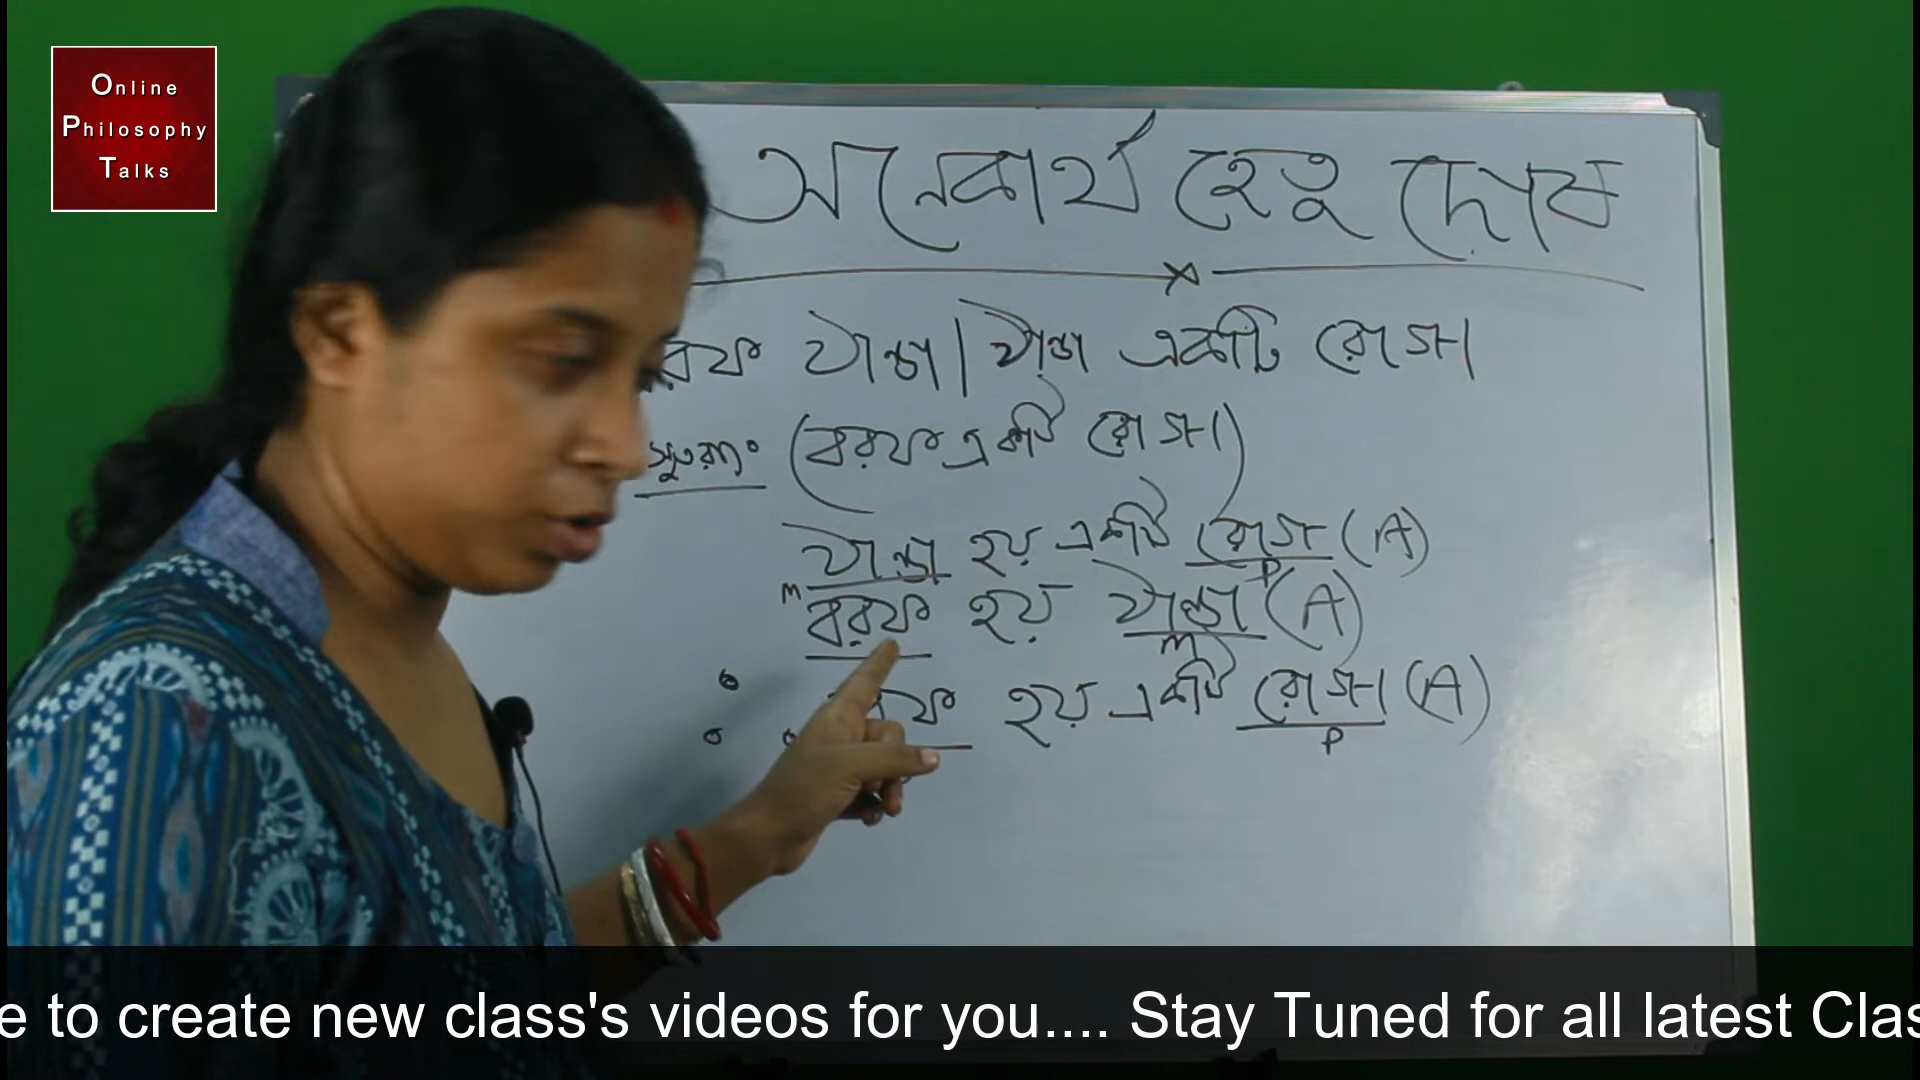 Online
Philosophy
Talks
অনেকার্থ হেতু দোষ
বরফ ঠান্ডা। ঠান্ডা একটি রোগ।
সুতরাং (বরফ একটি রোগ।)
ঠান্ডা হয় একটি রোগ (A)
M P
বরফ হয় ঠান্ডা (A)
M
বরফ হয় একটি রোগ। (A)
P
e to create new class's videos for you.... Stay Tuned for all latest Clas